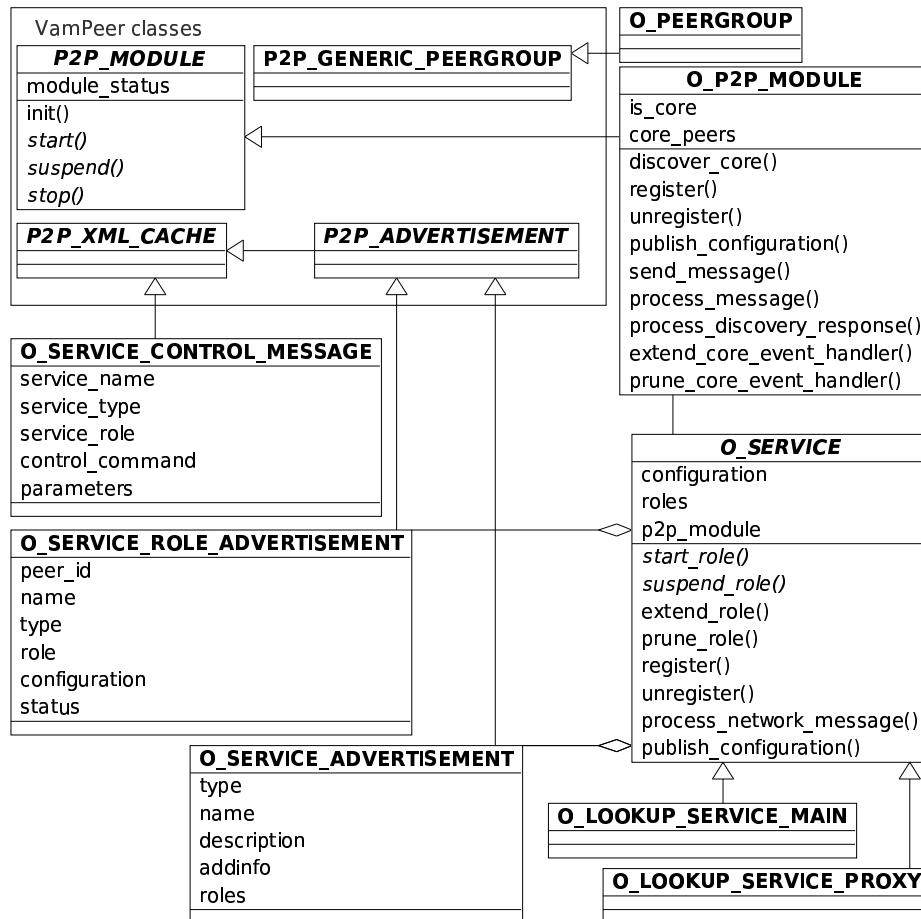 VamPeer classes
P2P_MODULE
module_status
init()
start()
suspend()
stop()
P2P_GENERIC_PEERGROUP
O_PEERGROUP
O_P2P_MODULE
is_core
core_peers
discover_core()
register()
unregister()
publish_configuration()
send_message()
process_message()
process_discovery_response()
extend_core_event_handler()
prune_core_event_handler()
P2P_XML_CACHE
P2P_ADVERTISEMENT
O_SERVICE_CONTROL_MESSAGE
service_name
service_type
service_role
control_command
parameters
O_SERVICE
configuration
roles
p2p_module
start_role()
suspend_role()
extend_role()
prune_role()
register()
unregister()
process_network_message()
publish_configuration()
O_SERVICE_ROLE_ADVERTISEMENT
peer_id
name
type
role
configuration
status
O_SERVICE_ADVERTISEMENT
type
name
description
addinfo
roles
O_LOOKUP_SERVICE_MAIN
O_LOOKUP_SERVICE_PROXY